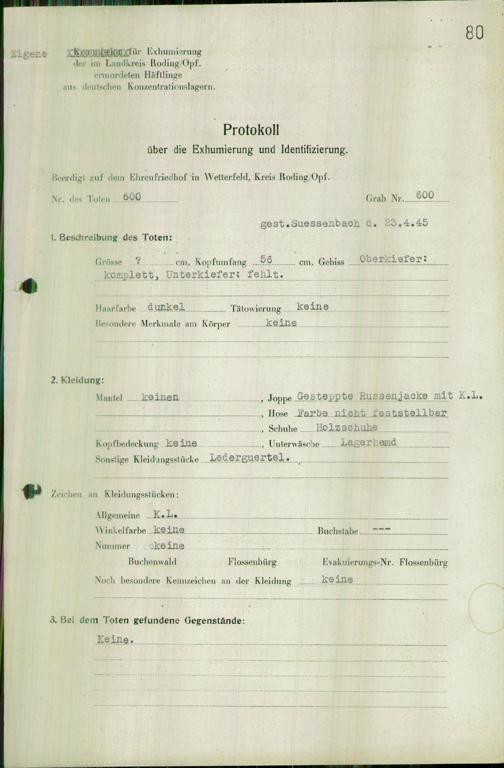 80
Eigene Kommission für Exhumierung
der im Landkreis Roding/Opf.
ermordeten Häftlinge
aus deutschen Konzentrationslagern.
Protokoll
über die Exhumierung und Identifizierung.
Beerdigt auf dem Ehrenfriedhof in Wetterfeld, Kreis Roding/Opf.
Nr. des Toten 600 Grab Nr. 600
gest.Suessenbach d. 23.4.45
1. Beschreibung des Toten:
Grösse ? cm, Kopfumfang 56 cm, Gebiss Oberkiefer:
komplett, Unterkiefer: fehlt.
Haarfarbe dunkel Tätowierung keine
Besondere Merkmale am Körper keine
2. Kleidung:
Mantel keinen , Joppe Gesteppte Russenjacke mit K.L.
, Hose Farbe nicht feststellbar
, Schuhe Holzschuhe
Kopfbedeckung keine , Unterwäsche Lagerhemd
Sonstige Kleidungsstücke Lederguertel.
Zeichen an Kleidungsstücken:
Allgemeine K.L.
Winkelfarbe keine Buchstabe ---
Nummer keine
Buchenwald Flossenbürg Evakuierungs-Nr. Flossenbürg
Noch besondere Kennzeichen an der Kleidung keine
3. Bei dem Toten gefundene Gegenstände:
Keine.